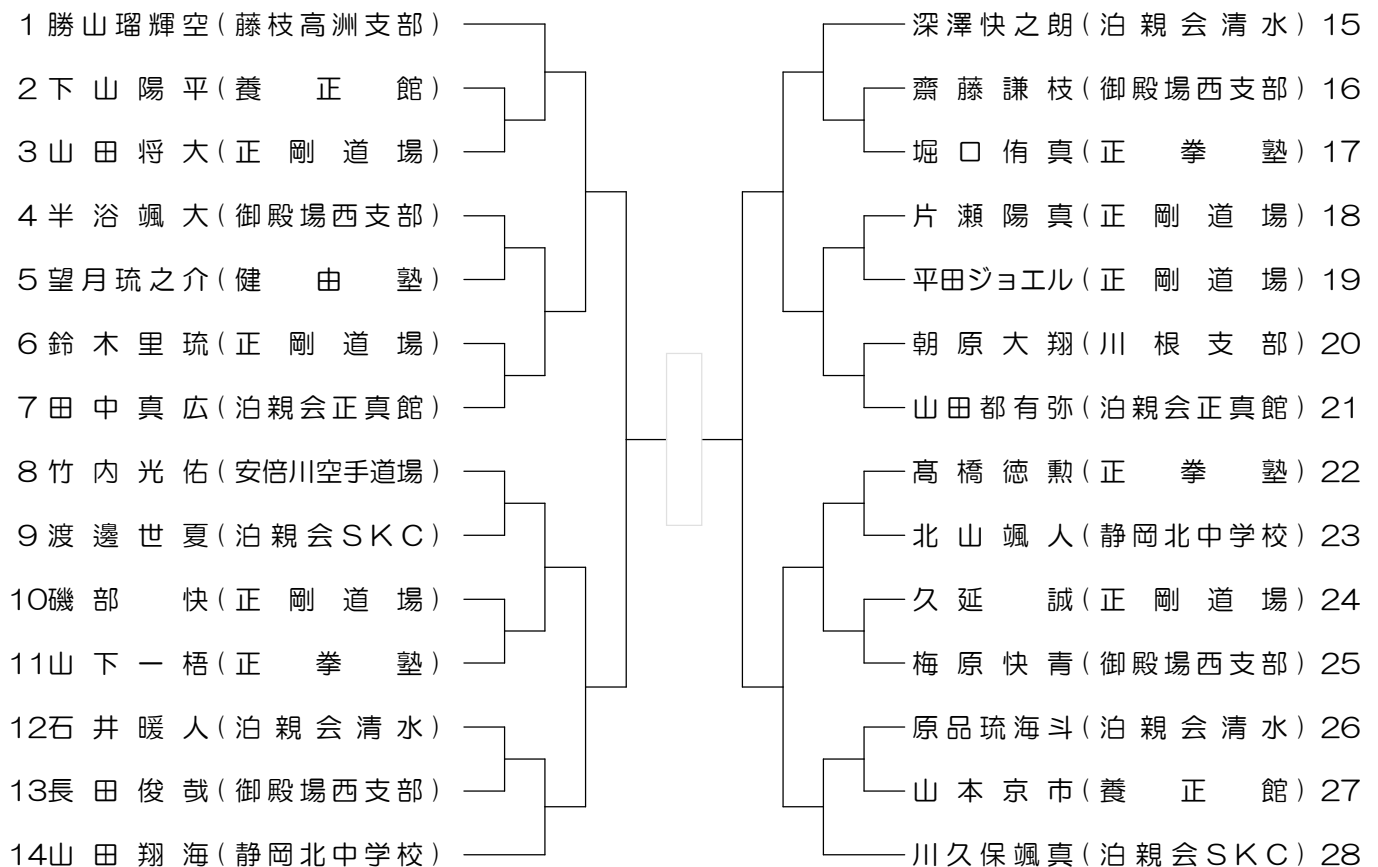 1 勝山瑠輝空(藤枝高洲支部)
2 下山陽平(養正館)
3 山田将大(正剛道場)
4 半浴颯大(御殿場西支部)
5 望月琉之介(健由塾)
6 鈴木里琉(正剛道場)
7 田中真広(泊親会正真館)
8 竹内光佑(安倍川空手道場)
9 渡邊世夏(泊親会SKC)
10 磯部快(正剛道場)
11 山下一梧(正拳塾)
12 石井暖人(泊親会清水)
13 長田俊哉(御殿場西支部)
14 山田翔海(静岡北中学校)
深澤快之朗(泊親会清水) 15
齋藤謙枝(御殿場西支部) 16
堀口侑真(正拳塾) 17
片瀬陽真(正剛道場) 18
平田ジョエル(正剛道場) 19
朝原大翔(川根支部) 20
山田都有弥(泊親会正真館) 21
髙橋徳勲(正拳塾) 22
北山颯人(静岡北中学校) 23
久延誠(正剛道場) 24
梅原快青(御殿場西支部) 25
原品琉海斗(泊親会清水) 26
山本京市(養正館) 27
川久保颯真(泊親会SKC) 28